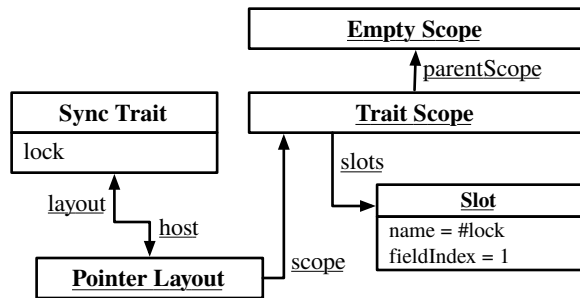 Empty Scope
parentScope
Sync Trait
Trait Scope
lock
slots
layout
Slot
host
name = #lock
fieldIndex = 1
Pointer Layout
scope